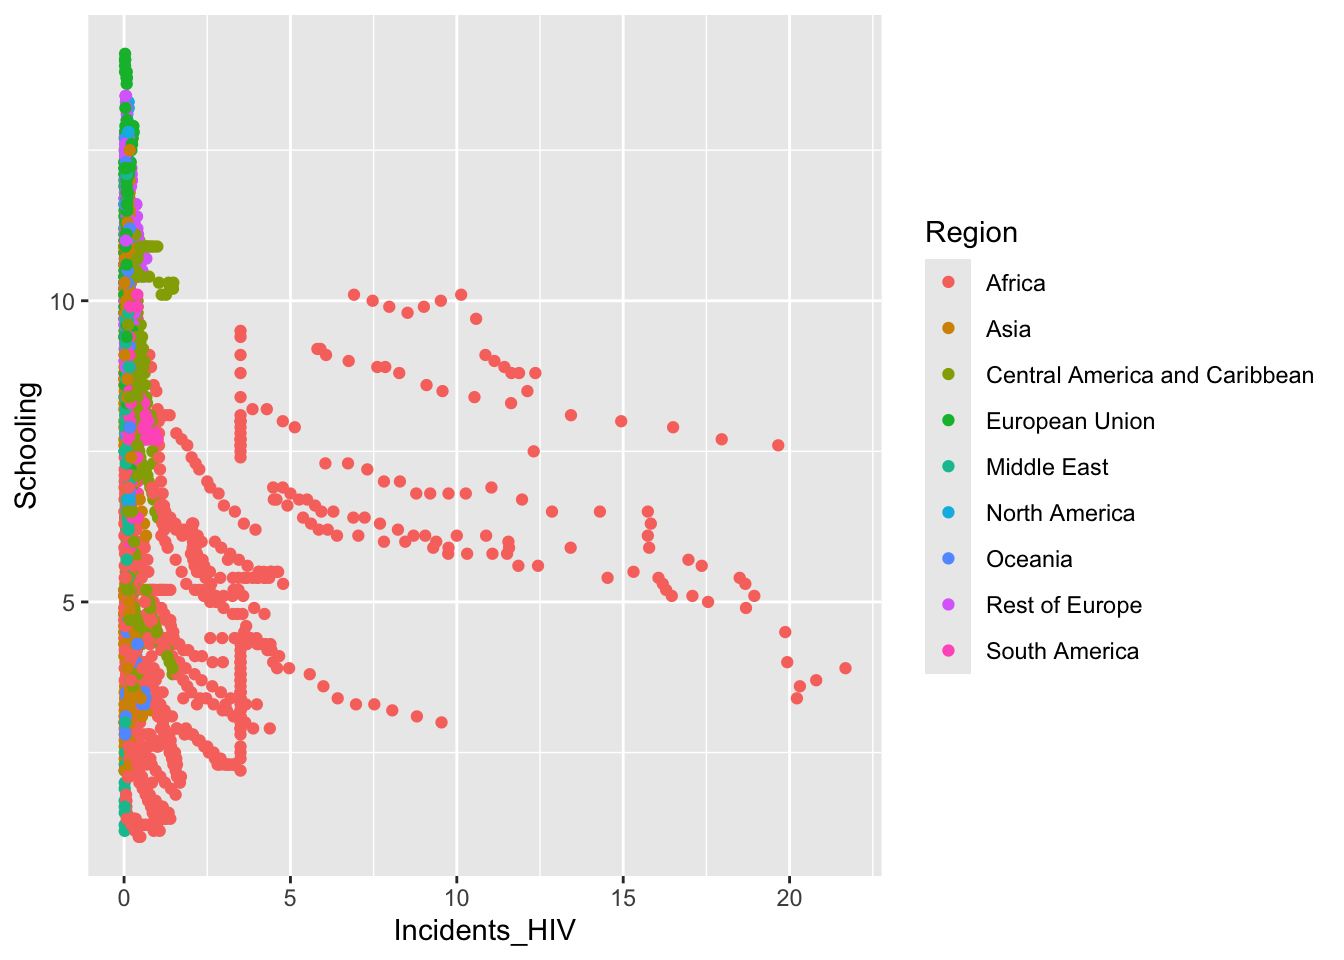 Schooling
10
5
0
5
10
15
20
Incidents_HIV
Region
Africa
Asia
Central America and Caribbean
European Union
Middle East
North America
Oceania
Rest of Europe
South America